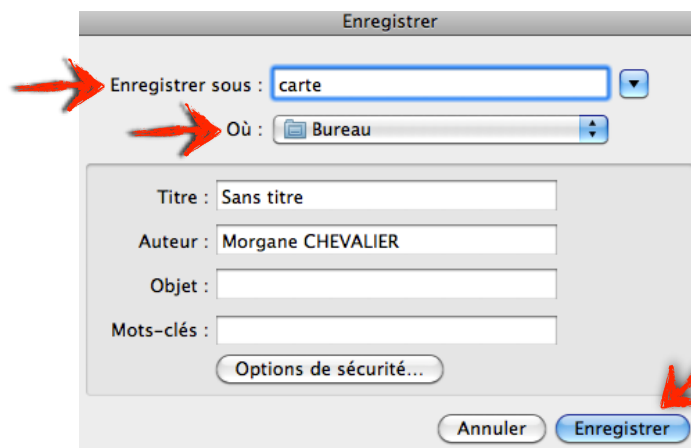 Enregistrer
Enregistrer sous : carte
Où : Bureau
Titre : Sans titre
Auteur : Morgane CHEVALIER
Objet :
Mots-clés :
Options de sécurité...
Annuler Enregistrer